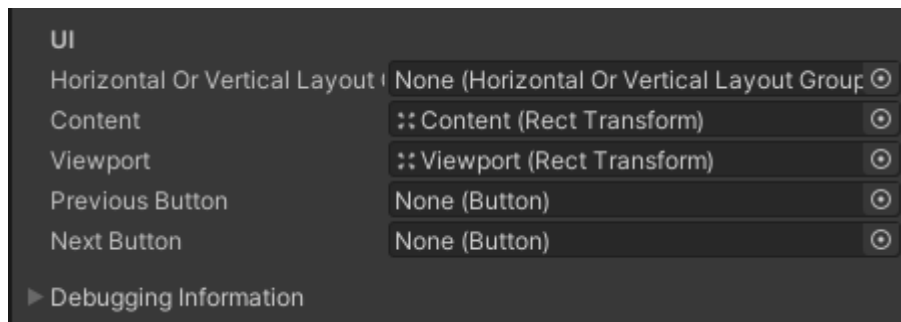 UI
Horizontal Or Vertical Layout None (Horizontal Or Vertical Layout Group
Content Content (Rect Transform)
Viewport Viewport (Rect Transform)
Previous Button None (Button)
Next Button None (Button)
Debugging Information